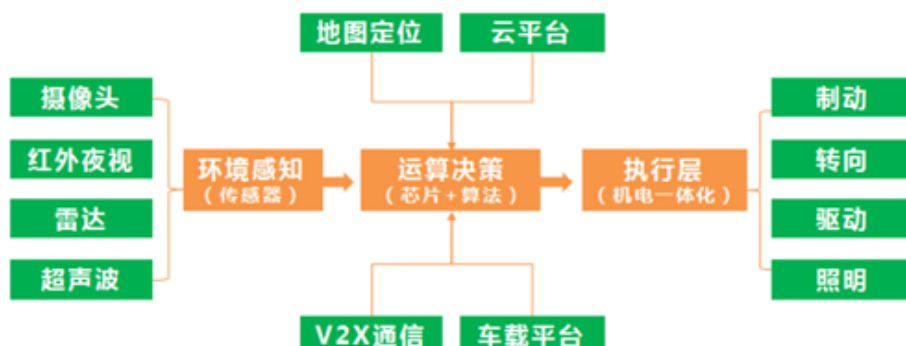 地图定位
云平台
摄像头
红外夜视
雷达
超声波
环境感知
（传感器）
运算决策
（芯片+算法）
执行层
（机电一体化）
制动
转向
驱动
照明
V2X通信
车载平台